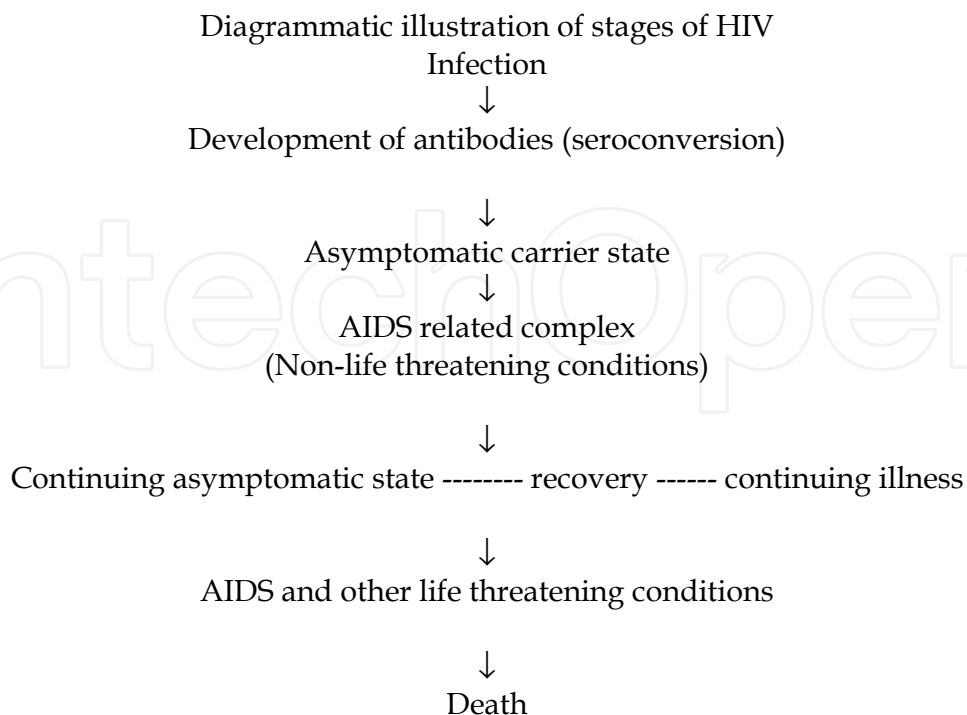 Diagrammatic illustration of stages of HIV
Infection
↓
Development of antibodies (seroconversion)
↓
Asymptomatic carrier state
↓
AIDS related complex
(Non-life threatening conditions)
↓
Continuing asymptomatic state -------- recovery ------ continuing illness
↓
AIDS and other life threatening conditions
↓
Death
ntechOpen